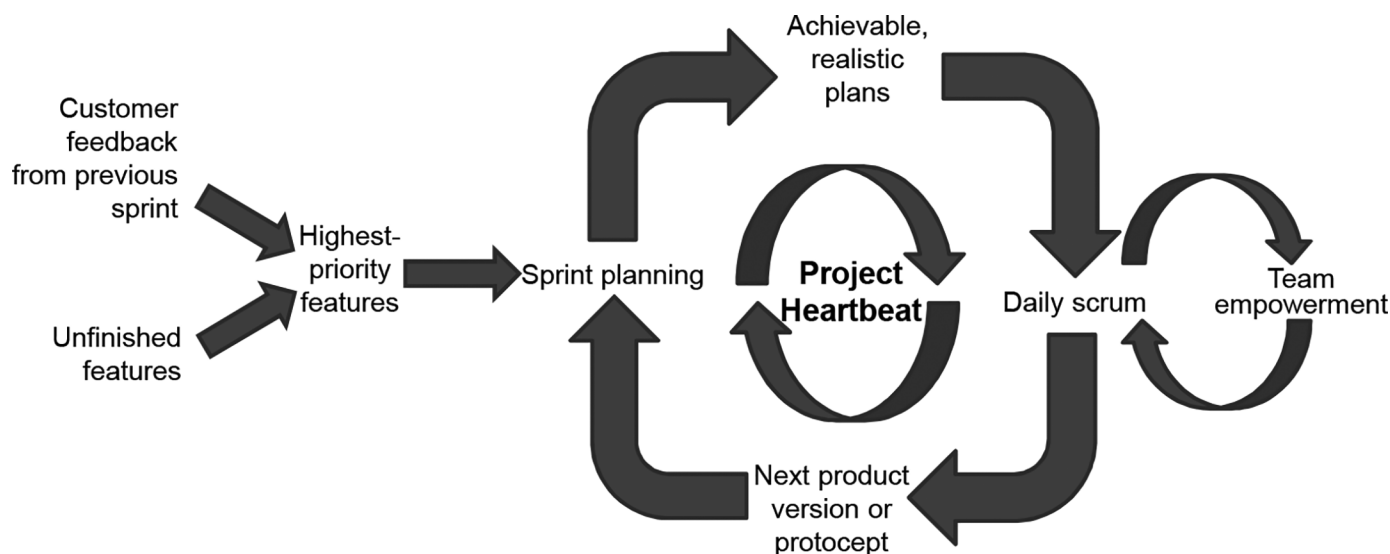 Customer
feedback
from previous
sprint
Unfinished
features
Highest-
priority
features
Sprint planning
Achievable,
realistic
plans
Project
Heartbeat
Daily scrum
Team
empowerment
Next product
version or
protocept